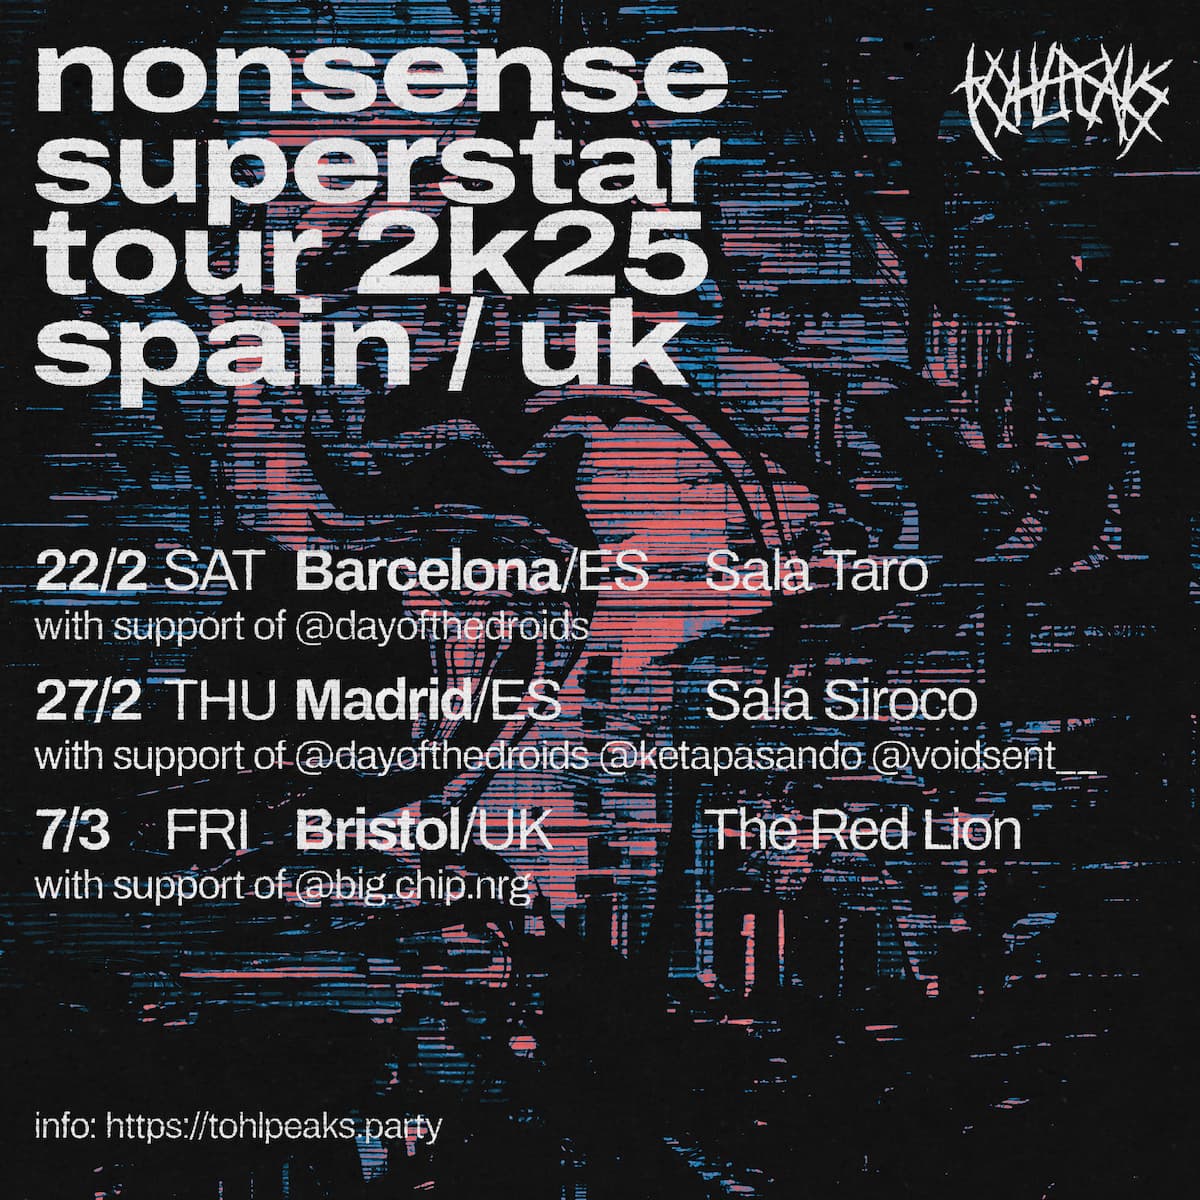 nonsense
superstar
tour 2k25
spain / uk
tohlpeaks
22/2 SAT Barcelona/ES Sala Taro
with support of @dayofthedroids
27/2 THU Madrid/ES Sala Siroco
with support of @dayofthedroids @ketapasando @voidsent__
7/3 FRI Bristol/UK The Red Lion
with support of @big.chip.nrg
info: https://tohlpeaks.party